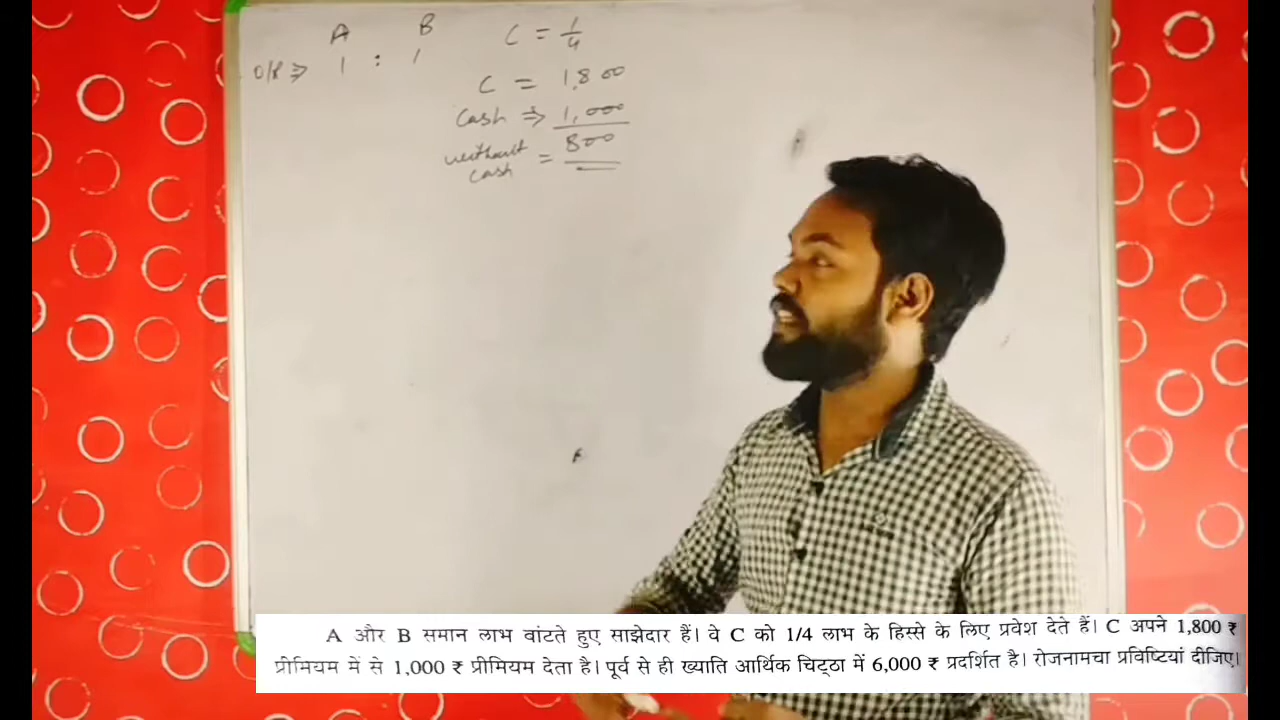 A B C = 1/4
O/R ⇒ 1 : 1
C = 1,800
Cash ⇒ 1,000
without cash = 800
A और B समान लाभ बांटते हुए साझेदार हैं। वे C को 1/4 लाभ के हिस्से के लिए प्रवेश देते हैं। C अपने 1,800 ₹
प्रीमियम में से 1,000 ₹ प्रीमियम देता है। पूर्व से ही ख्याति आर्थिक चिट्ठा में 6,000 ₹ प्रदर्शित है। रोजनामचा प्रविष्टियां दीजिए।